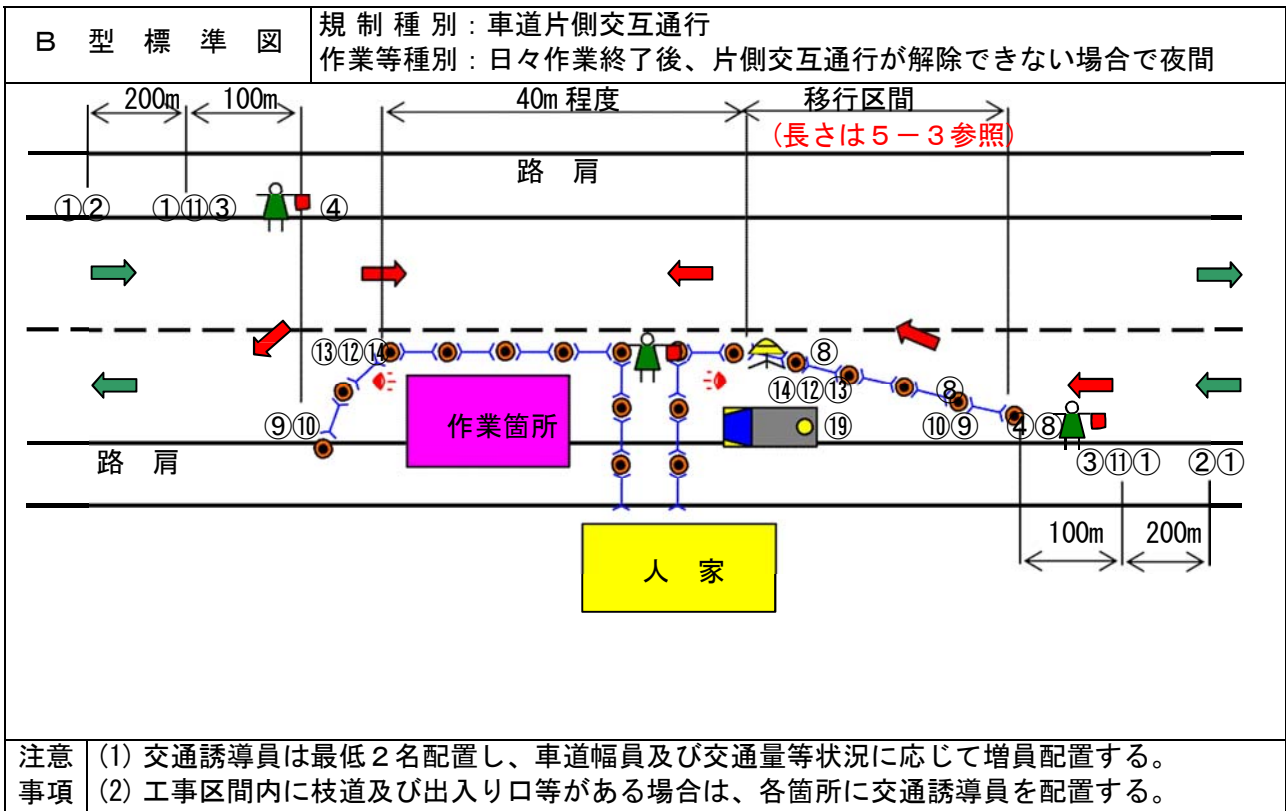 Ｂ 型 標 準 図
規 制 種 別：車道片側交互通行
作業等種別：日々作業終了後、片側交互通行が解除できない場合で夜間
200m 100m 40m程度 移行区間
(長さは５－３参照)
路 肩
①② ①⑪③ ④
⑬⑫⑭ ⑧
⑭⑫⑬ ⑧
⑨⑩ 作業箇所 ⑲ ⑩⑨ ④⑧
路 肩 ③⑪① ②①
100m 200m
人 家
注意事項
(1) 交通誘導員は最低２名配置し、車道幅員及び交通量等状況に応じて増員配置する。
(2) 工事区間内に枝道及び出入り口等がある場合は、各箇所に交通誘導員を配置する。